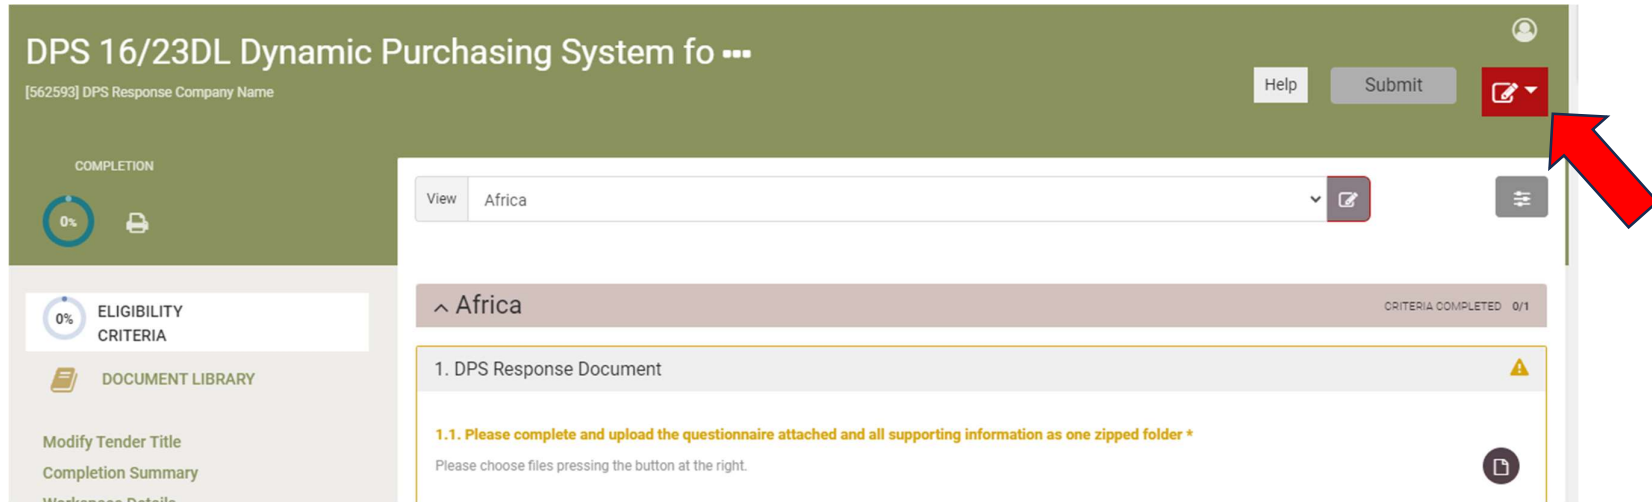 DPS 16/23DL Dynamic Purchasing System fo ...
[562593] DPS Response Company Name
Help
Submit
COMPLETION
0%
View
Africa
0%
ELIGIBILITY
CRITERIA
DOCUMENT LIBRARY
Modify Tender Title
Completion Summary
Workspace Details
Africa
CRITERIA COMPLETED 0/1
1. DPS Response Document
1.1. Please complete and upload the questionnaire attached and all supporting information as one zipped folder *
Please choose files pressing the button at the right.